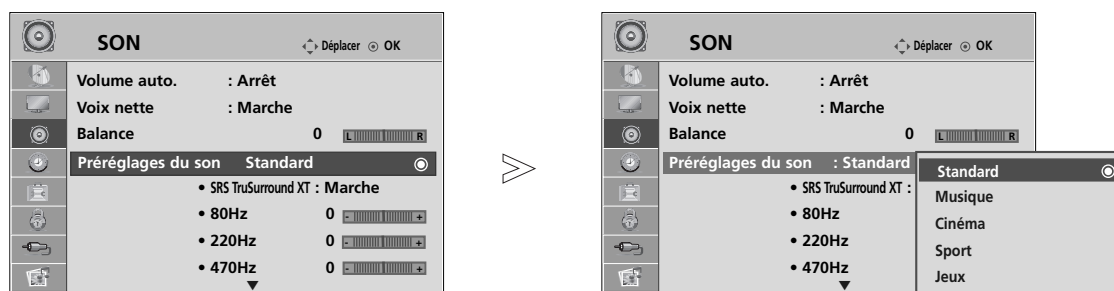 SON Déplacer OK
Volume auto. : Arrêt
Voix nette : Marche
Balance 0 L R
Préréglages du son Standard
• SRS TruSurround XT : Marche
• 80Hz 0 - +
• 220Hz 0 - +
• 470Hz 0 - +
SON Déplacer OK
Volume auto. : Arrêt
Voix nette : Marche
Balance 0 L R
Préréglages du son : Standard
• SRS TruSurround XT :
• 80Hz
• 220Hz
• 470Hz
Standard
Musique
Cinéma
Sport
Jeux